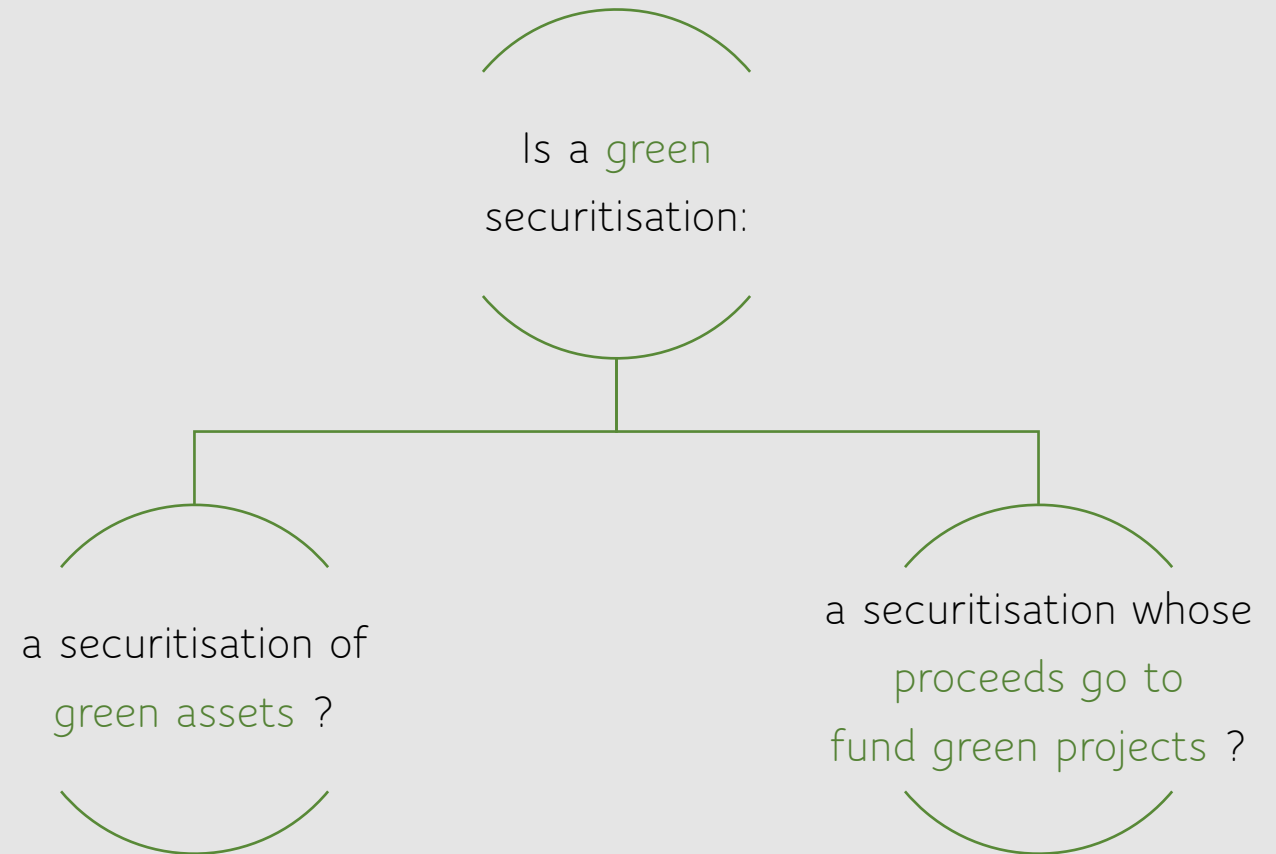 Is a green
securitisation:
a securitisation of
green assets ?
a securitisation whose
proceeds go to
fund green projects ?